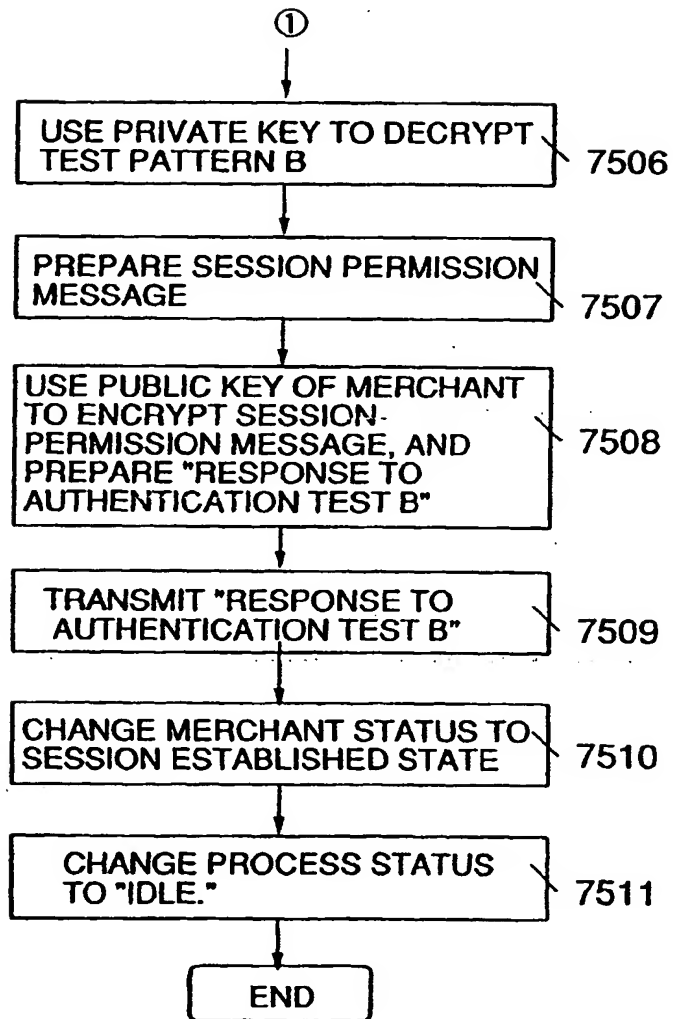 ①
USE PRIVATE KEY TO DECRYPT
TEST PATTERN B
7506
PREPARE SESSION PERMISSION
MESSAGE
7507
USE PUBLIC KEY OF MERCHANT
TO ENCRYPT SESSION-
PERMISSION MESSAGE, AND
PREPARE "RESPONSE TO
AUTHENTICATION TEST B"
7508
TRANSMIT "RESPONSE TO
AUTHENTICATION TEST B"
7509
CHANGE MERCHANT STATUS TO
SESSION ESTABLISHED STATE
7510
CHANGE PROCESS STATUS
TO "IDLE."
7511
END